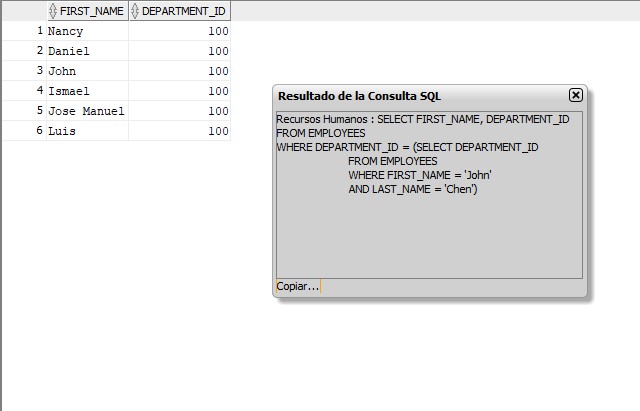 FIRST_NAME DEPARTMENT_ID
1 Nancy 100
2 Daniel 100
3 John 100
4 Ismael 100
5 Jose Manuel 100
6 Luis 100
Resultado de la Consulta SQL
Recursos Humanos : SELECT FIRST_NAME, DEPARTMENT_ID
FROM EMPLOYEES
WHERE DEPARTMENT_ID = (SELECT DEPARTMENT_ID
FROM EMPLOYEES
WHERE FIRST_NAME = 'John'
AND LAST_NAME = 'Chen')
Copiar...